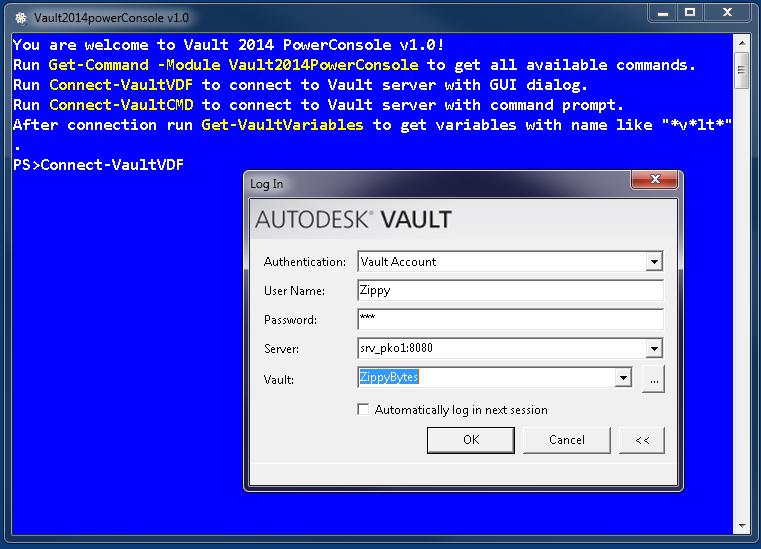 Vault2014powerConsole v1.0
You are welcome to Vault 2014 PowerConsole v1.0!
Run Get-Command -Module Vault2014PowerConsole to get all available commands.
Run Connect-VaultVDF to connect to Vault server with GUI dialog.
Run Connect-VaultCMD to connect to Vault server with command prompt.
After connection run Get-VaultVariables to get variables with name like "*v*lt*"
.
PS>Connect-VaultVDF
Log In
AUTODESK® VAULT
Authentication: Vault Account
User Name: Zippy
Password: ***
Server: srv_pko1:8080
Vault: ZippyBytes ...
Automatically log in next session
OK Cancel <<